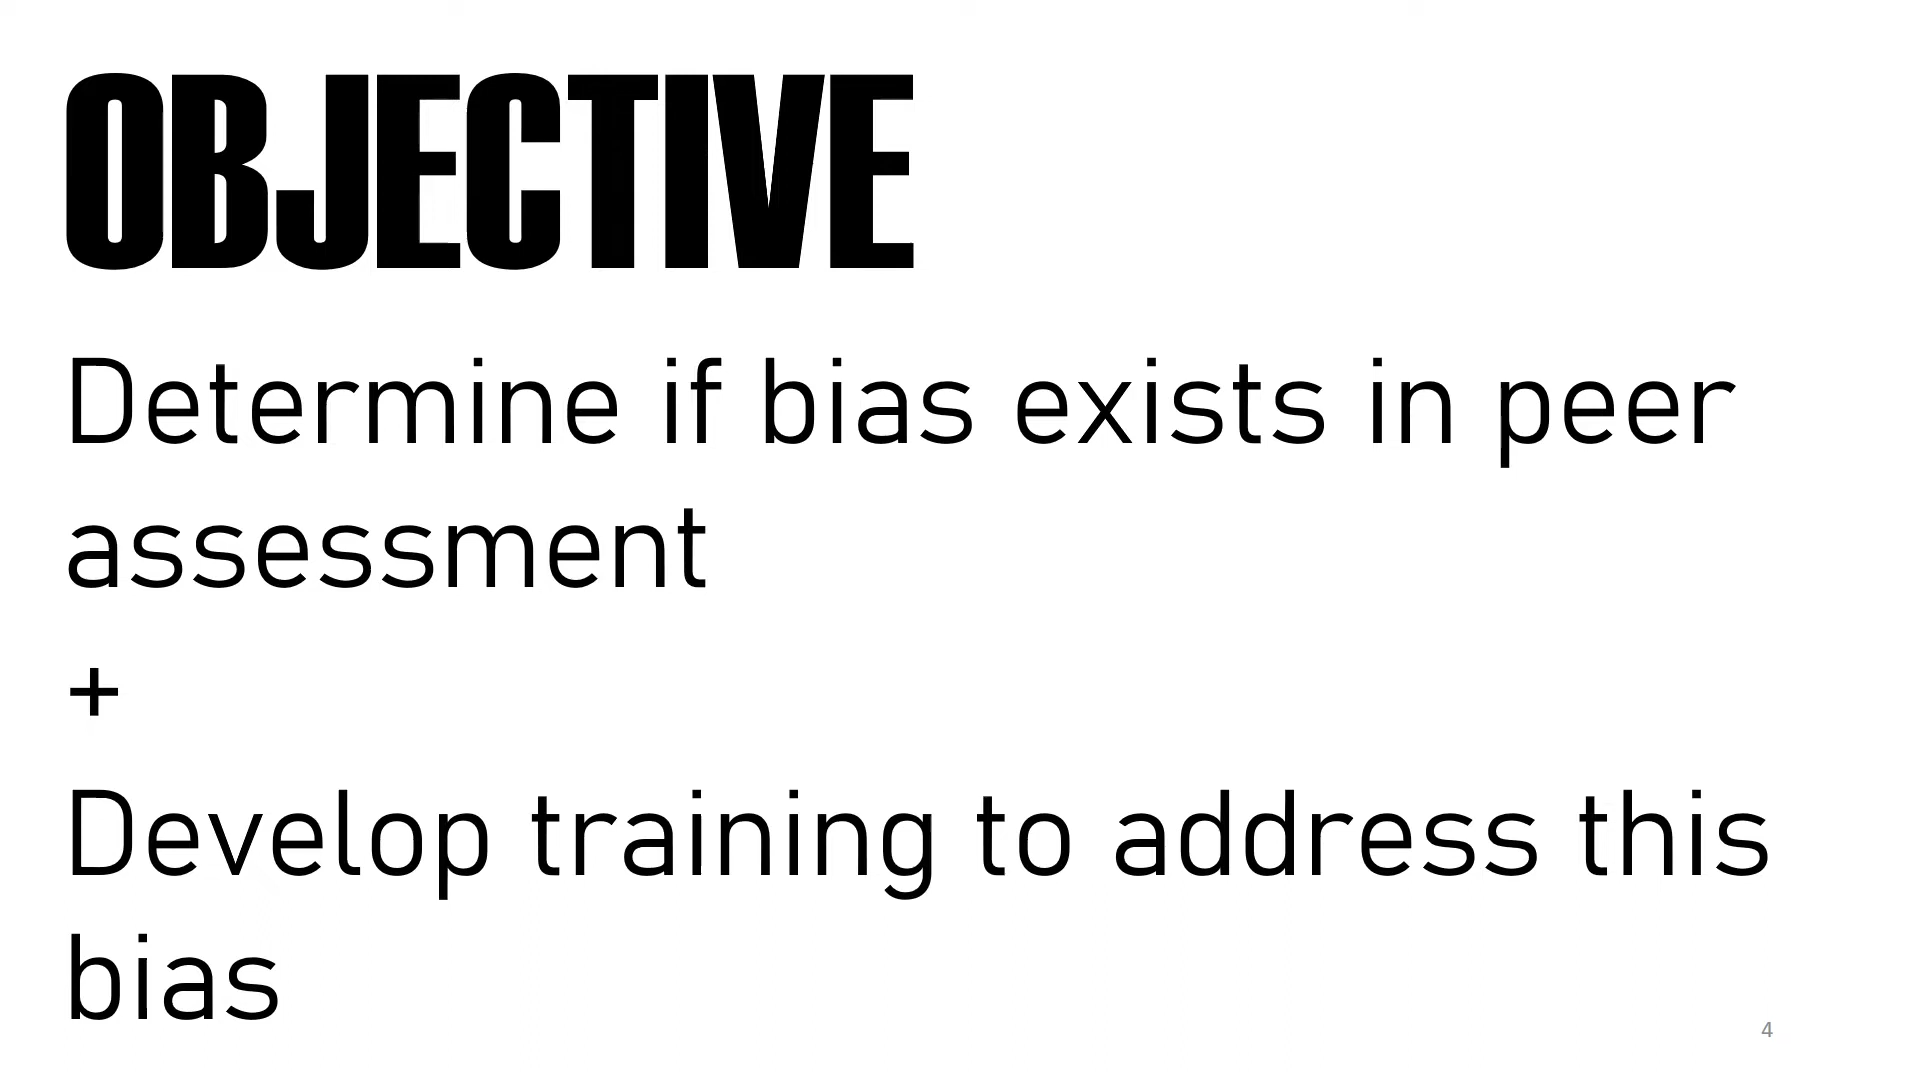 OBJECTIVE
Determine if bias exists in peer
assessment
+
Develop training to address this
bias
4